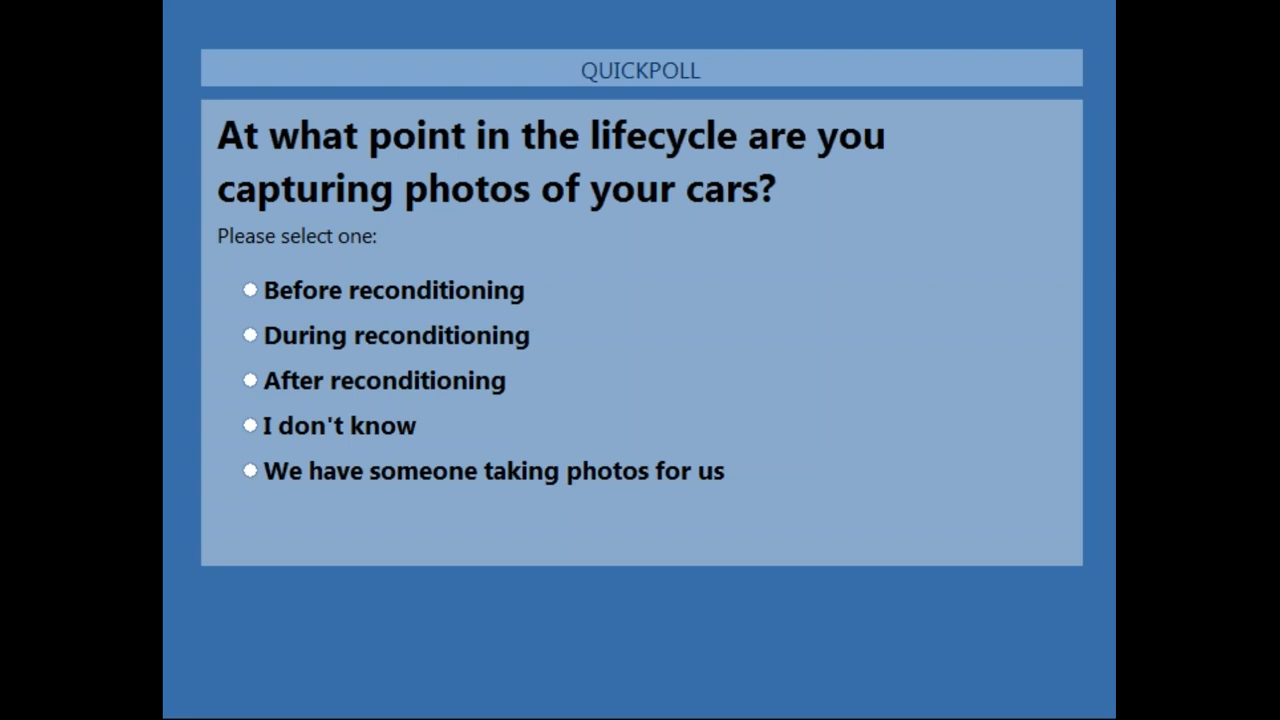 QUICKPOLL
At what point in the lifecycle are you
capturing photos of your cars?
Please select one:
Before reconditioning
During reconditioning
After reconditioning
I don't know
We have someone taking photos for us